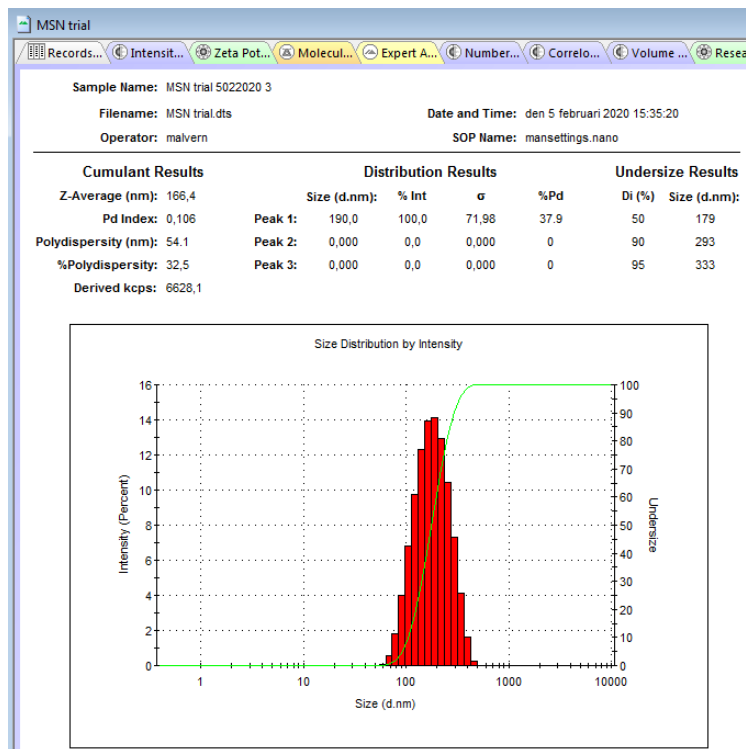 MSN trial
Records... Intensit... Zeta Pot... Molecul... Expert A... Number... Correlo... Volume ... Resea
Sample Name: MSN trial 5022020 3
Filename: MSN trial.dts Date and Time: den 5 februari 2020 15:35:20
Operator: malvern SOP Name: mansettings.nano
Cumulant Results Distribution Results Undersize Results
Z-Average (nm): 166,4 Size (d.nm): % Int σ %Pd Di (%) Size (d.nm):
Pd Index: 0,106 Peak 1: 190,0 100,0 71,98 37.9 50 179
Polydispersity (nm): 54.1 Peak 2: 0,000 0,0 0,000 0 90 293
%Polydispersity: 32,5 Peak 3: 0,000 0,0 0,000 0 95 333
Derived kcps: 6628,1
Size Distribution by Intensity
16 100
90
14
80
12
70
10
60
8 50
40
6
30
4
20
2
10
0 0
1 10 100 1000 10000
Intensity (Percent)
Undersize
Size (d.nm)